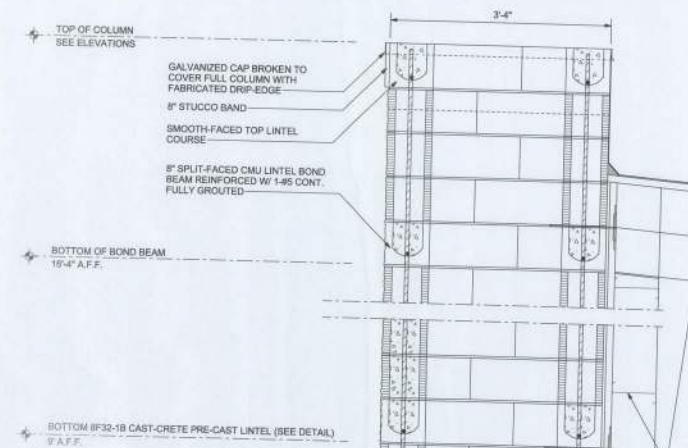 3'-4"
TOP OF COLUMN
SEE ELEVATIONS
GALVANIZED CAP BROKEN TO
COVER FULL COLUMN WITH
FABRICATED DRIP-EDGE
8" STUCCO BAND
SMOOTH-FACED TOP LINTEL
COURSE
8" SPLIT-FACED CMU LINTEL BOND
BEAM REINFORCED W/ 1-#5 CONT.
FULLY GROUTED
BOTTOM OF BOND BEAM
15'-4" A.F.F.
BOTTOM 8F32-1B CAST-CRETE PRE-CAST LINTEL (SEE DETAIL)
9' A.F.F.